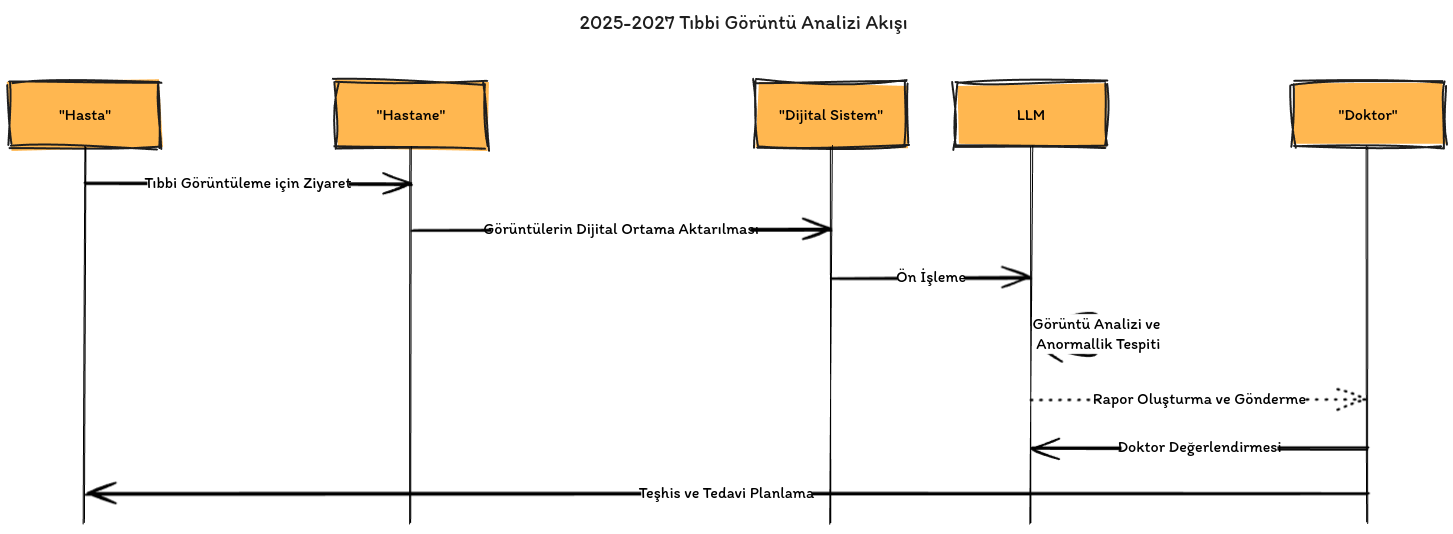 2025-2027 Tıbbi Görüntü Analizi Akışı
"Hasta"
"Hastane"
"Dijital Sistem"
LLM
"Doktor"
Tıbbi Görüntüleme için Ziyaret
Görüntülerin Dijital Ortama Aktarılması
Ön İşleme
Görüntü Analizi ve
Anormallik Tespiti
Rapor Oluşturma ve Gönderme
Doktor Değerlendirmesi
Teşhis ve Tedavi Planlama